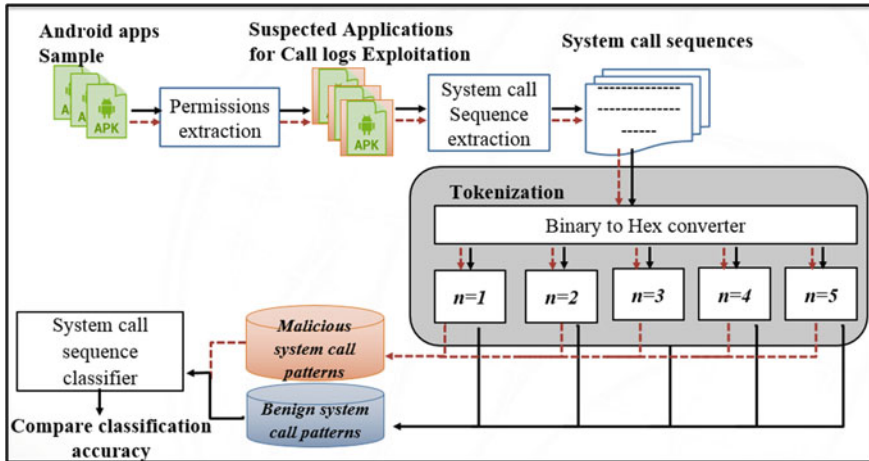 Android apps
Sample
Suspected Applications
for Call logs Exploitation
System call sequences
APK
Permissions
extraction
APK
System call
Sequence
extraction
Tokenization
Binary to Hex converter
n=1
n=2
n=3
n=4
n=5
System call
sequence
classifier
Malicious
system call
patterns
Benign system
call patterns
Compare classification
accuracy